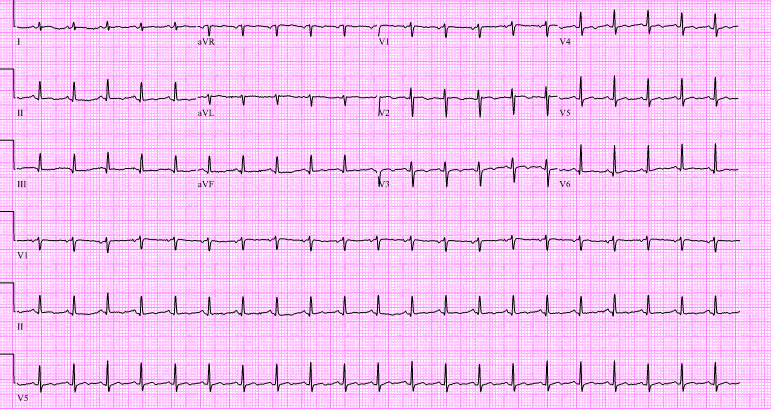 I aVR V1 V4
II aVL V2 V5
III aVF V3 V6
V1
II
V5